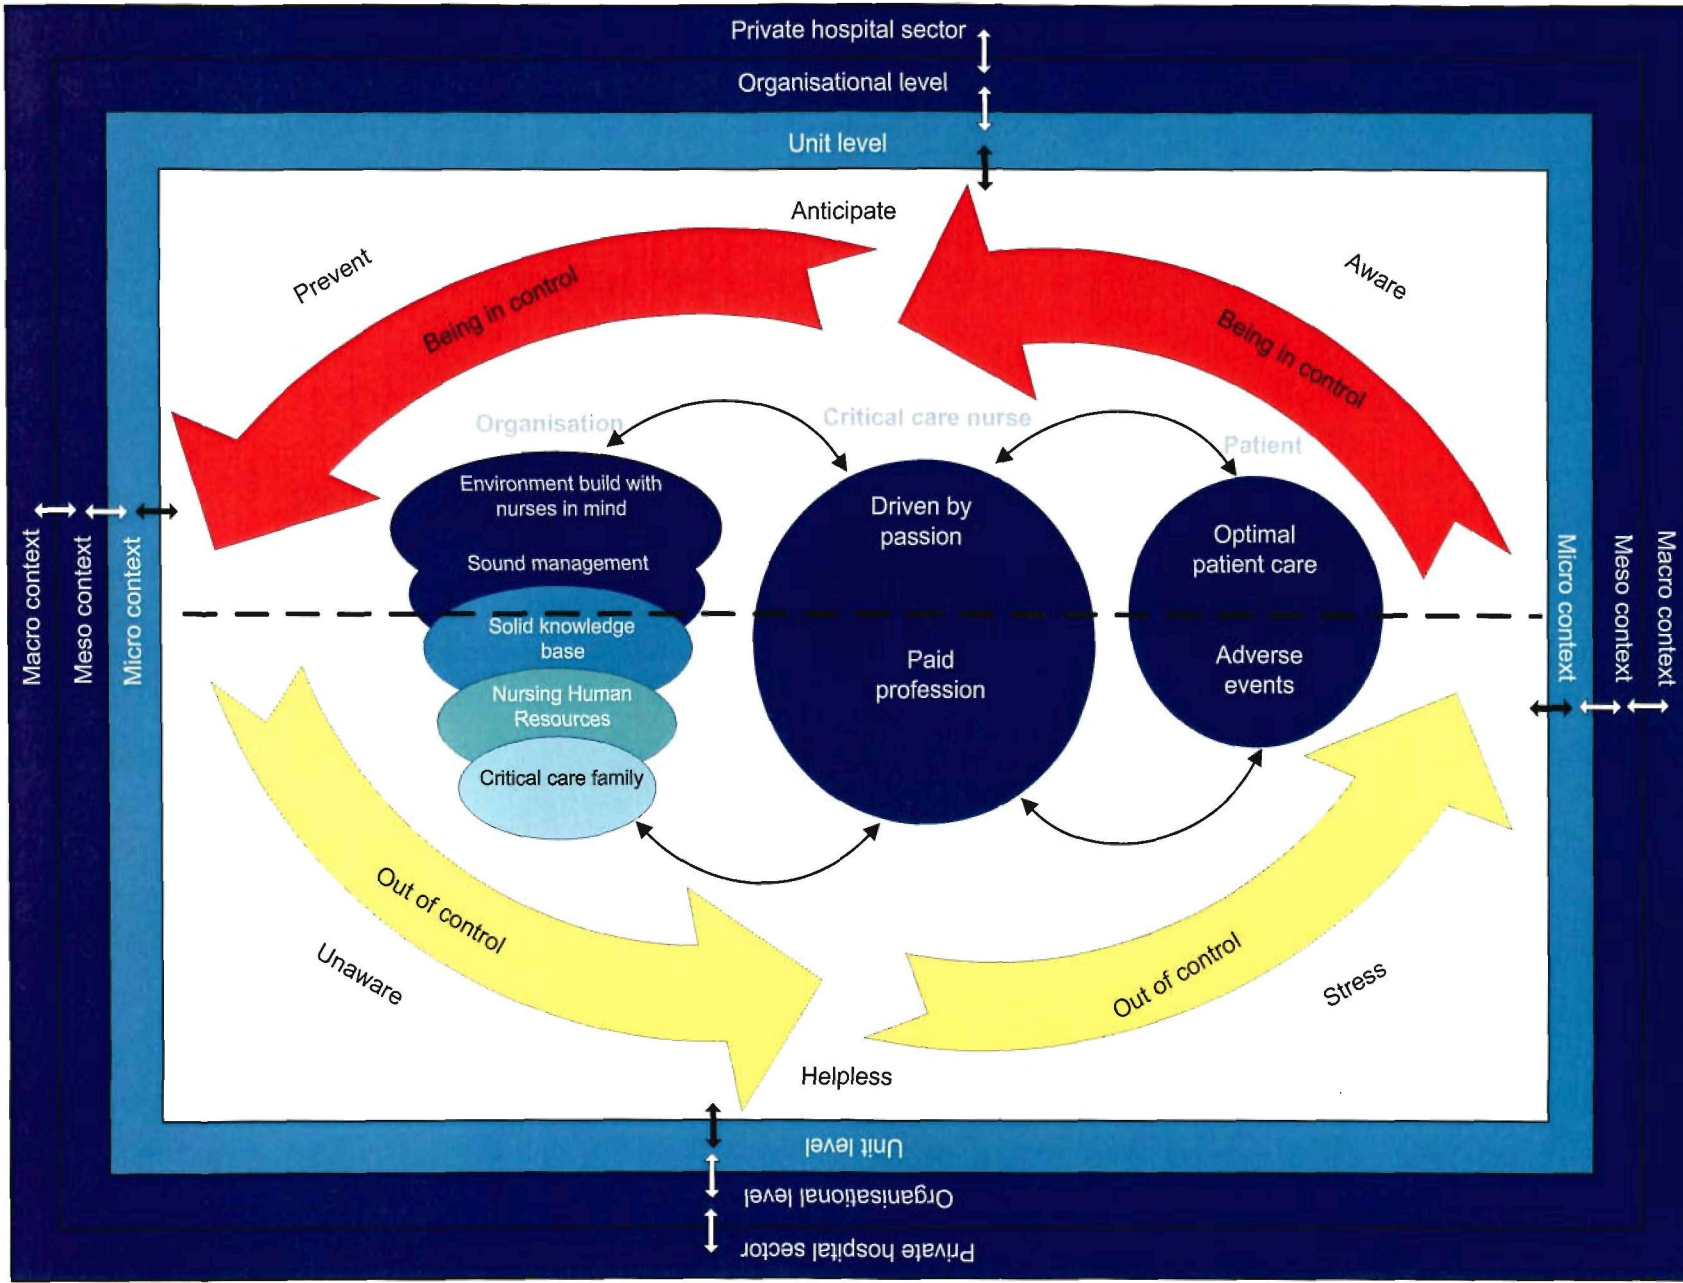 Private hospital sector
Organisational level
Unit level
Anticipate
Prevent
Aware
Being in control
Being in control
Organisation
Critical care nurse
Patient
Environment build with
nurses in mind
Sound management
Solid knowledge
base
Nursing Human
Resources
Critical care family
Driven by
passion
Paid
profession
Optimal
patient care
Adverse
events
Macro context
Meso context
Micro context
Micro context
Meso context
Macro context
Out of control
Unaware
Out of control
Stress
Helpless
Unit level
Organisational level
Private hospital sector